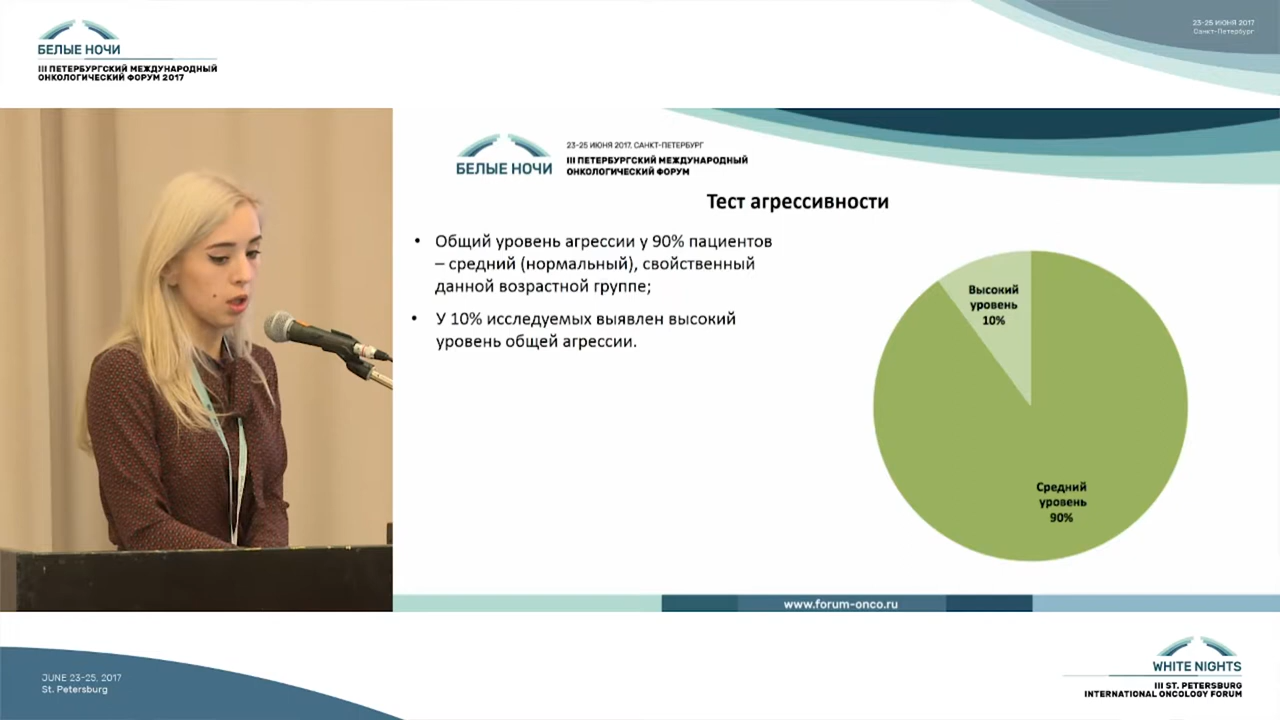 БЕЛЫЕ НОЧИ
III ПЕТЕРБУРГСКИЙ МЕЖДУНАРОДНЫЙ
ОНКОЛОГИЧЕСКИЙ ФОРУМ 2017
23-25 ИЮНЯ 2017
Санкт-Петербург
БЕЛЫЕ НОЧИ
23-25 ИЮНЯ 2017, САНКТ-ПЕТЕРБУРГ
III ПЕТЕРБУРГСКИЙ МЕЖДУНАРОДНЫЙ
ОНКОЛОГИЧЕСКИЙ ФОРУМ
Тест агрессивности
• Общий уровень агрессии у 90% пациентов
– средний (нормальный), свойственный
данной возрастной группе;
• У 10% исследуемых выявлен высокий
уровень общей агрессии.
Высокий
уровень
10%
Средний
уровень
90%
www.forum-onco.ru
JUNE 23-25, 2017
St. Petersburg
WHITE NIGHTS
III ST. PETERSBURG
INTERNATIONAL ONCOLOGY FORUM